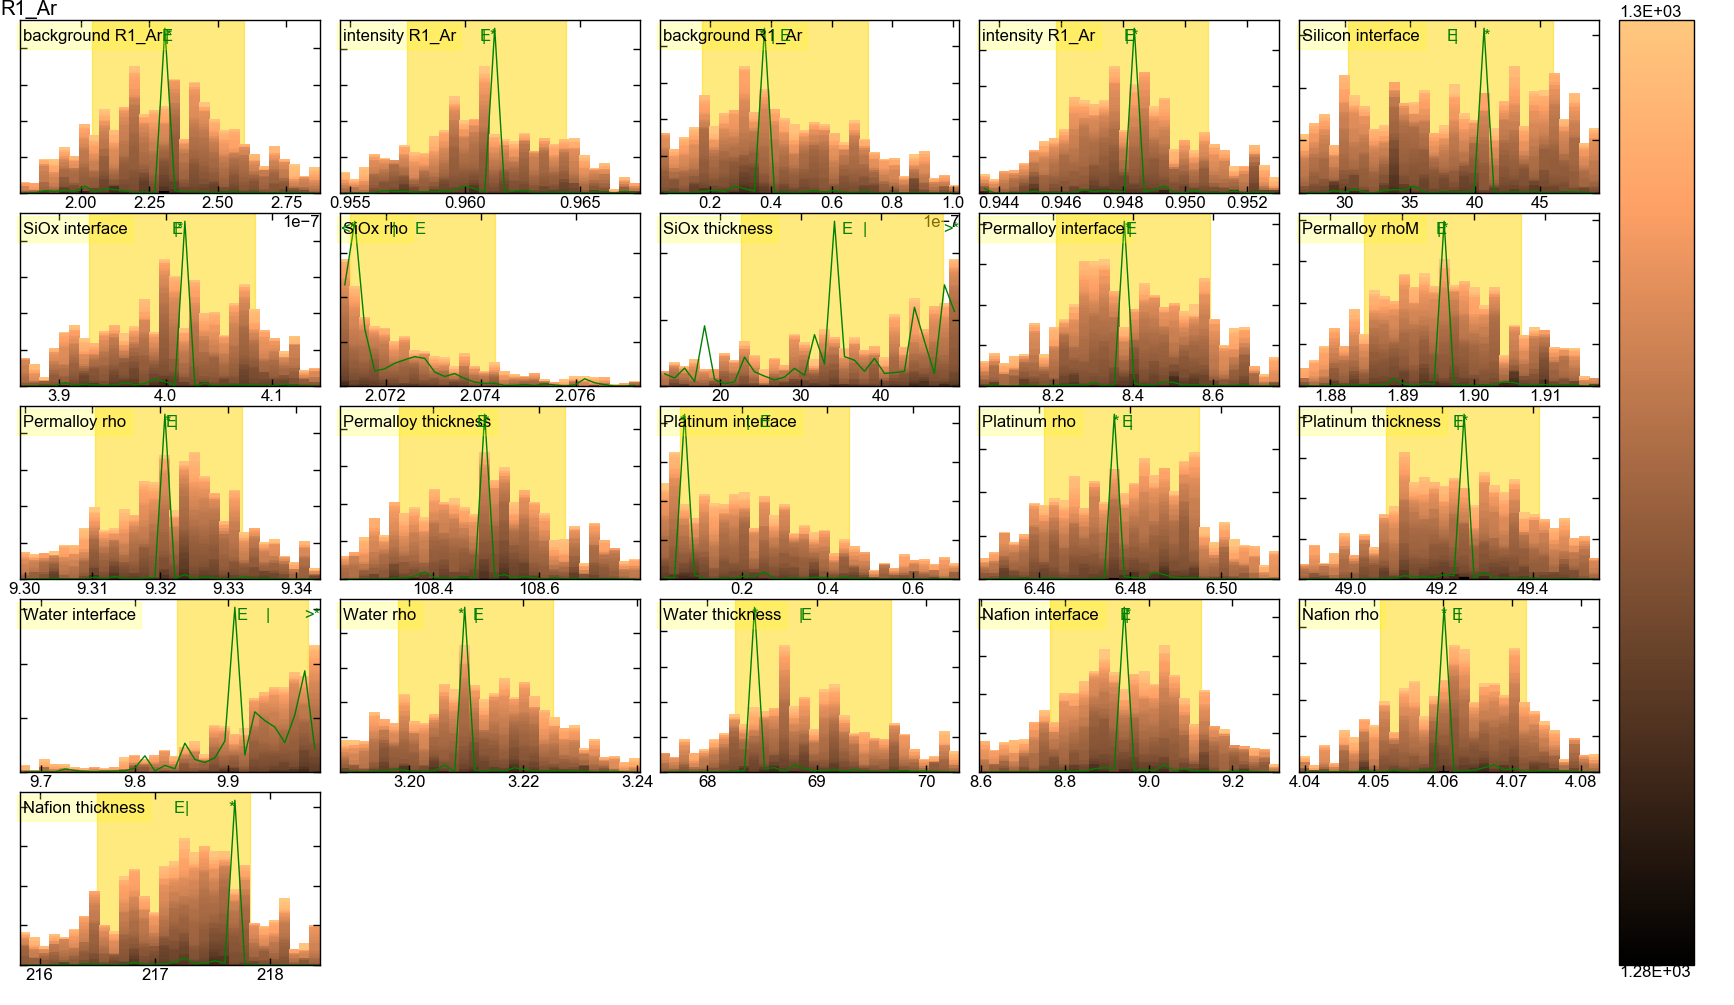 R1_Ar
1.3E+03
background R1_Ar E
intensity R1_Ar E*
background R1_Ar E
intensity R1_Ar E*
Silicon interface E| *
2.00 2.25 2.50 2.75
0.955 0.960 0.965
0.2 0.4 0.6 0.8 1.0
0.944 0.946 0.948 0.950 0.952
30 35 40 45
1e-7
1e-7
SiOx interface E*
SiOx rho | E
SiOx thickness E | >*
Permalloy interface E
Permalloy rhoM E
3.9 4.0 4.1
2.072 2.074 2.076
20 30 40
8.2 8.4 8.6
1.88 1.89 1.90 1.91
Permalloy rho *E|
Permalloy thickness E
Platinum interface * | E
Platinum rho * E|
Platinum thickness E*
9.30 9.31 9.32 9.33 9.34
108.4 108.6
0.2 0.4 0.6
6.46 6.48 6.50
49.0 49.2 49.4
Water interface E | >*
Water rho * E
Water thickness * |E
Nafion interface E
Nafion rho * E|
9.7 9.8 9.9
3.20 3.22 3.24
68 69 70
8.6 8.8 9.0 9.2
4.04 4.05 4.06 4.07 4.08
Nafion thickness E| *
216 217 218
1.28E+03